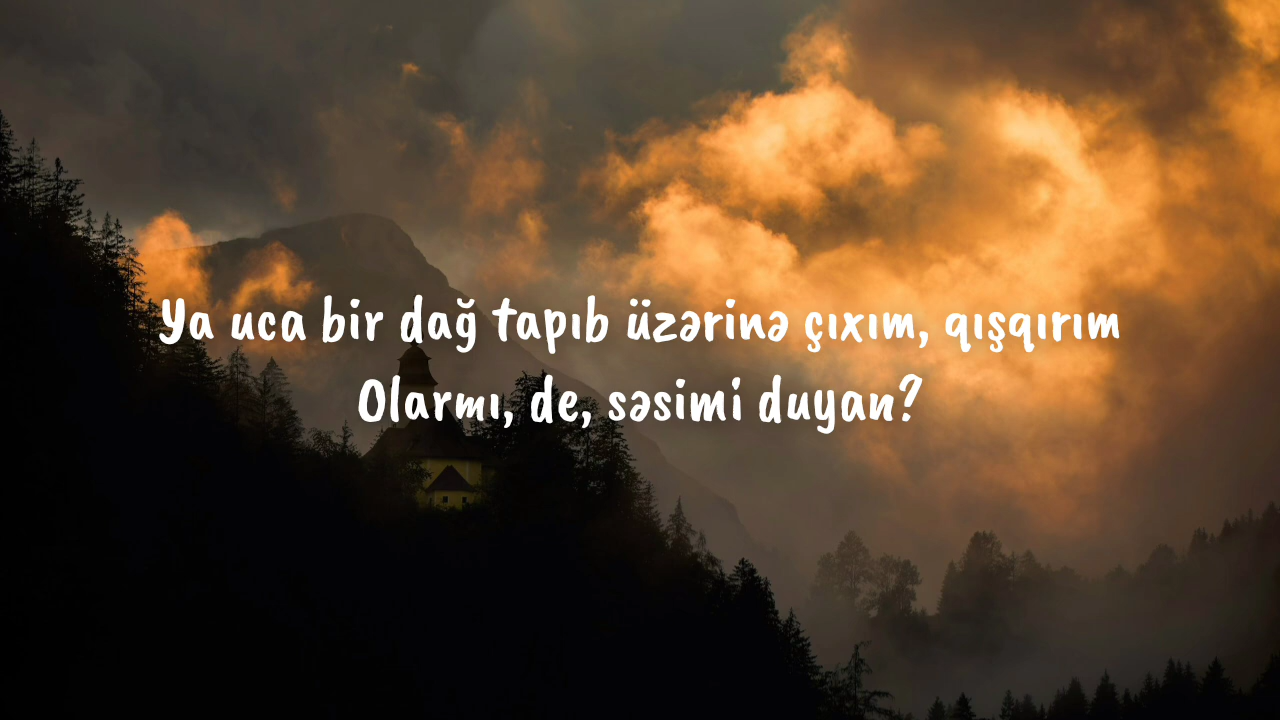 Ya uca bir dağ tapıb üzərinə çıxım, qışqırım
Olarmı, de, səsimi duyan?